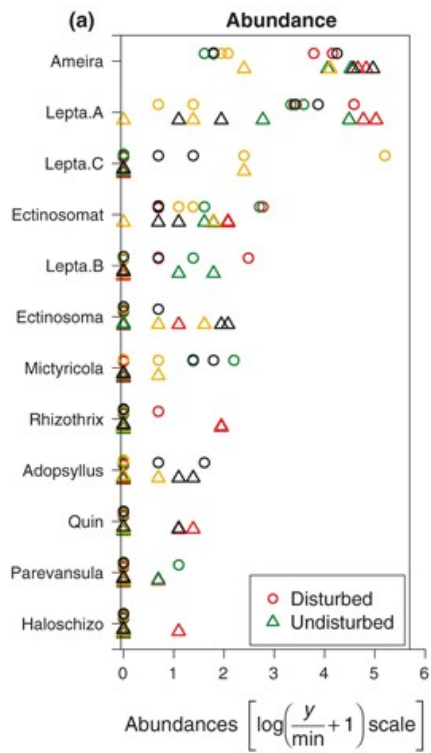 (a) Abundance
Ameira
Lepta.A
Lepta.C
Ectinosomat
Lepta.B
Ectinosoma
Mictyricola
Rhizothrix
Adopsyllus
Quin
Parevansula
Haloschizo
Disturbed
Undisturbed
0 1 2 3 4 5 6
Abundances [log(y/min + 1) scale]